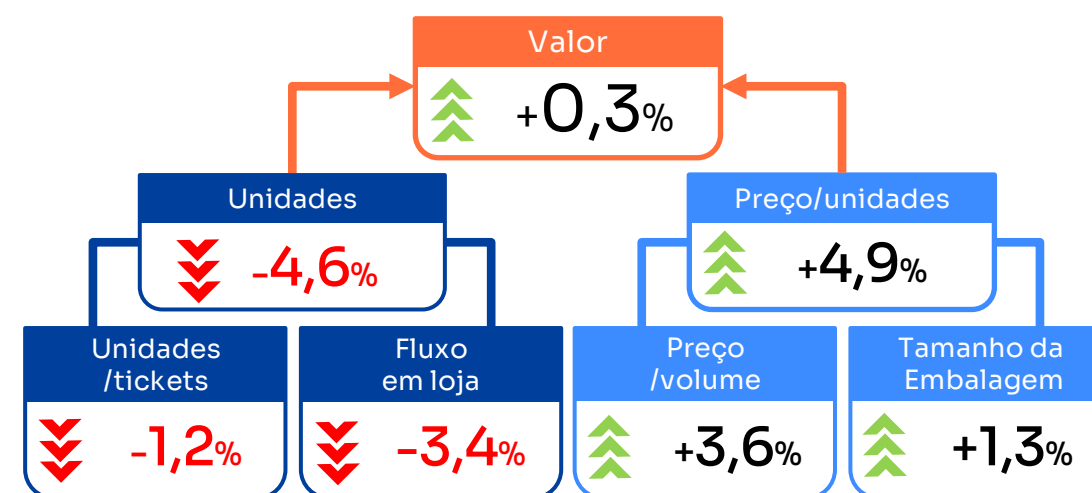 Valor
+0,3%
Unidades
-4,6%
Preço/unidades
+4,9%
Unidades
/tickets
-1,2%
Fluxo
em loja
-3,4%
Preço
/volume
+3,6%
Tamanho da
Embalagem
+1,3%